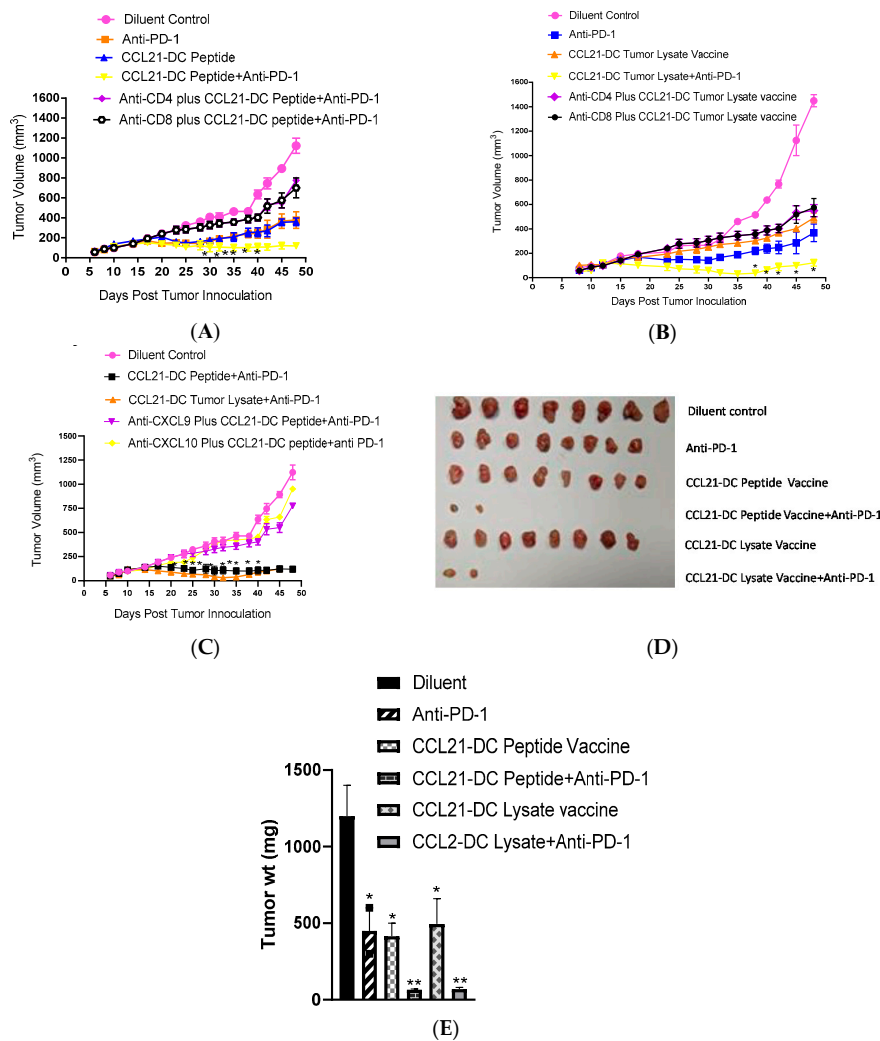 Diluent Control
Anti-PD-1
CCL21-DC Peptide
CCL21-DC Peptide+Anti-PD-1
Anti-CD4 plus CCL21-DC Peptide+Anti-PD-1
Anti-CD8 plus CCL21-DC peptide+Anti-PD-1
Tumor Volume (mm3)
1600
1400
1200
1000
800
600
400
200
0
0 5 10 15 20 25 30 35 40 45 50
* * ** * *
Days Post Tumor Innoculation
(A)
Diluent Control
Anti-PD-1
CCL21-DC Tumor Lysate Vaccine
CCL21-DC Tumor Lysate+Anti-PD-1
Anti-CD4 Plus CCL21-DC Tumor Lysate vaccine
Anti-CD8 Plus CCL21-DC Tumor Lysate vaccine
Tumor Volume (mm3)
1600
1400
1200
1000
800
600
400
200
0
0 5 10 15 20 25 30 35 40 45 50
* * * * *
Days Post Tumor Innoculation
(B)
Diluent Control
CCL21-DC Peptide+Anti-PD-1
CCL21-DC Tumor Lysate+Anti-PD-1
Anti-CXCL9 Plus CCL21-DC Peptide+Anti-PD-1
Anti-CXCL10 Plus CCL21-DC peptide+anti PD-1
Tumor Volume (mm3)
1500
1250
1000
750
500
250
0
0 5 10 15 20 25 30 35 40 45 50
Days Post Tumor Innoculation
(C)
Diluent control
Anti-PD-1
CCL21-DC Peptide Vaccine
CCL21-DC Peptide Vaccine+Anti-PD-1
CCL21-DC Lysate Vaccine
CCL21-DC Lysate Vaccine+Anti-PD-1
(D)
Diluent
Anti-PD-1
CCL21-DC Peptide Vaccine
CCL21-DC Peptide+Anti-PD-1
CCL21-DC Lysate vaccine
CCL2-DC Lysate+Anti-PD-1
Tumor wt (mg)
1500
1000
500
0
* * ** * **
(E)